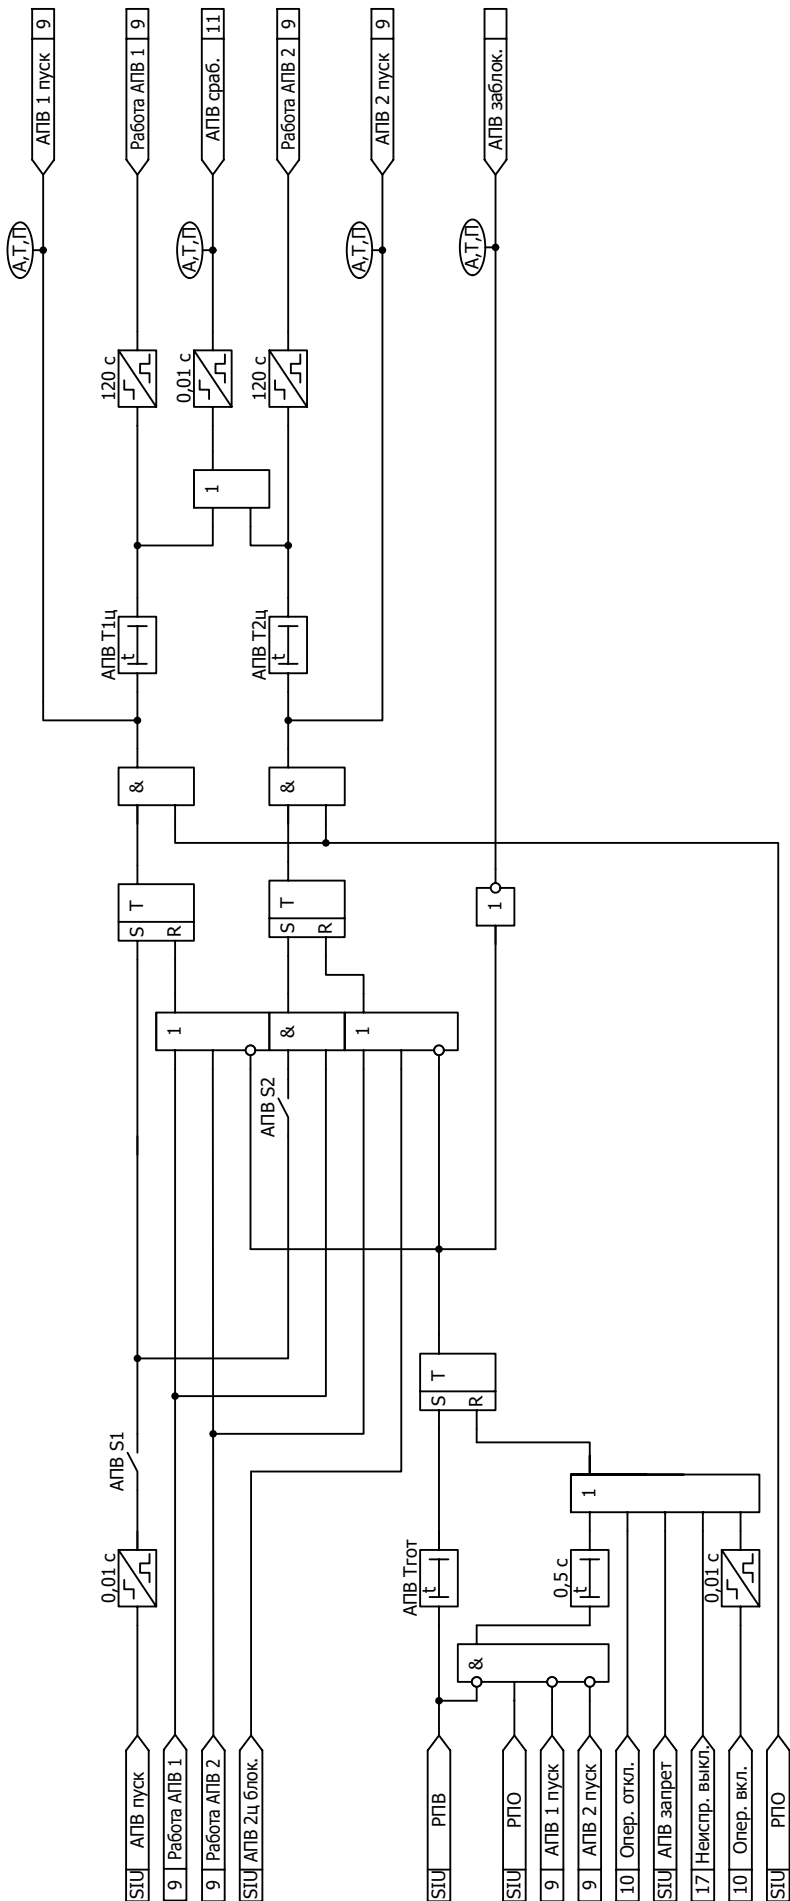 SIU АПВ пуск
9 Работа АПВ 1
9 Работа АПВ 2
SIU АПВ 2ц блок.
SIU РПВ
SIU РПО
9 АПВ 1 пуск
9 АПВ 2 пуск
10 Опер. откл.
SIU АПВ запрет
17 Неиспр. выкл.
10 Опер. вкл.
SIU РПО
0,01 с
АПВ Тгот
t
&
0,5 с
t
0,01 с
АПВ S1
1
S T
R
АПВ S2
1
&
1
S T
R
S T
R
1
&
&
АПВ Т1ц
t
АПВ Т2ц
t
1
120 с
0,01 с
120 с
А,Т,П
А,Т,П
А,Т,П
А,Т,П
АПВ 1 пуск 9
Работа АПВ 1 9
АПВ сраб. 11
Работа АПВ 2 9
АПВ 2 пуск 9
АПВ заблок.